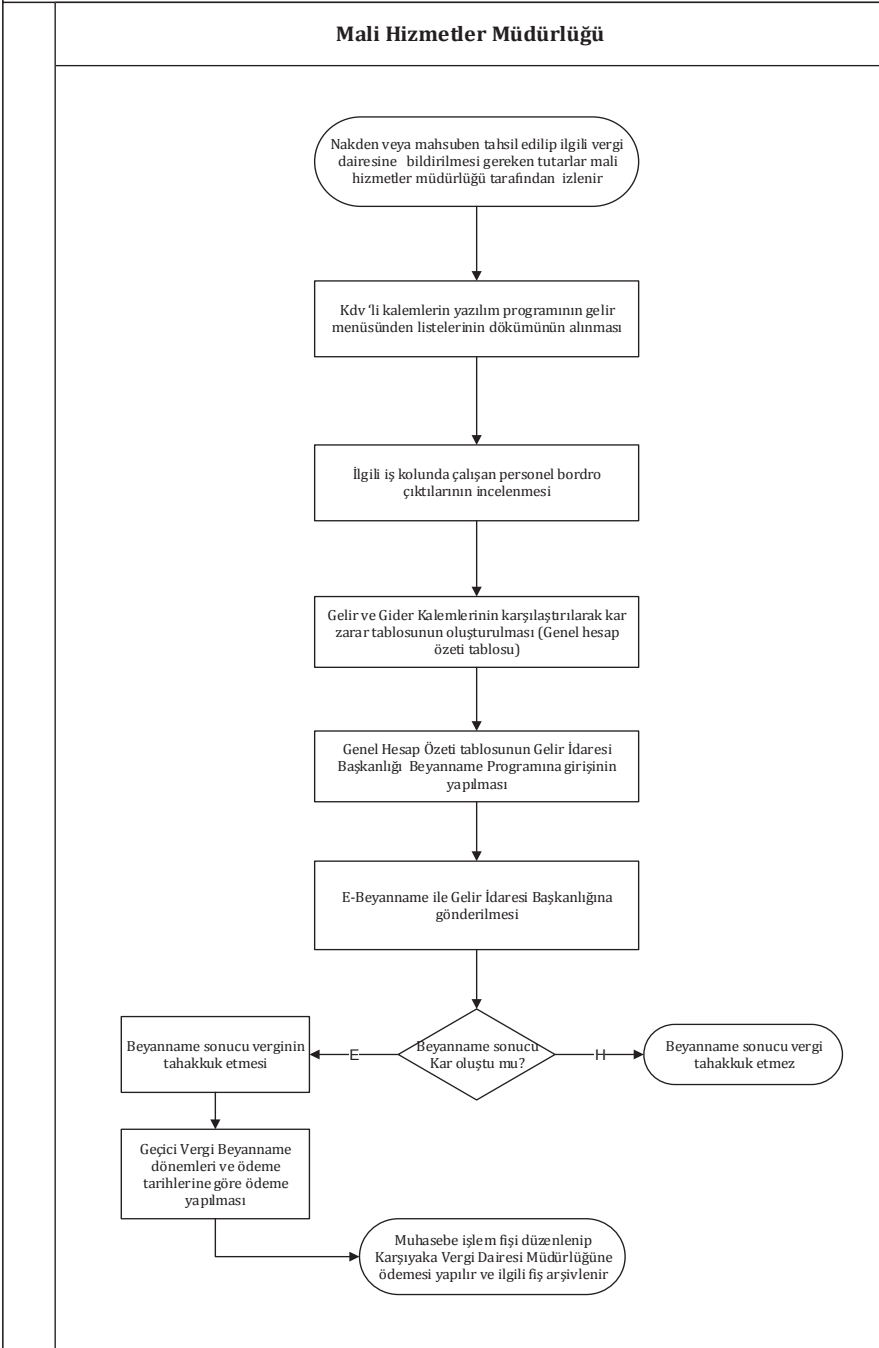 Mali Hizmetler Müdürlüğü
Nakden veya mahsuben tahsil edilip ilgili vergi
dairesine bildirilmesi gereken tutarlar mali
hizmetler müdürlüğü tarafından izlenir
Kdv ‘li kalemlerin yazılım programının gelir
menüsünden listelerinin dökümünün alınması
İlgili iş kolunda çalışan personel bordro
çıktılarının incelenmesi
Gelir ve Gider Kalemlerinin karşılaştırılarak kar
zarar tablosunun oluşturulması (Genel hesap
özeti tablosu)
Genel Hesap Özeti tablosunun Gelir İdaresi
Başkanlığı Beyanname Programına girişinin
yapılması
E-Beyanname ile Gelir İdaresi Başkanlığına
gönderilmesi
Beyanname sonucu
Kar oluştu mu?
E
H
Beyanname sonucu verginin
tahakkuk etmesi
Beyanname sonucu vergi
tahakkuk etmez
Geçici Vergi Beyanname
dönemleri ve ödeme
tarihlerine göre ödeme
yapılması
Muhasebe işlem fişi düzenlenip
Karşıyaka Vergi Dairesi Müdürlüğüne
ödemesi yapılır ve ilgili fiş arşivlenir